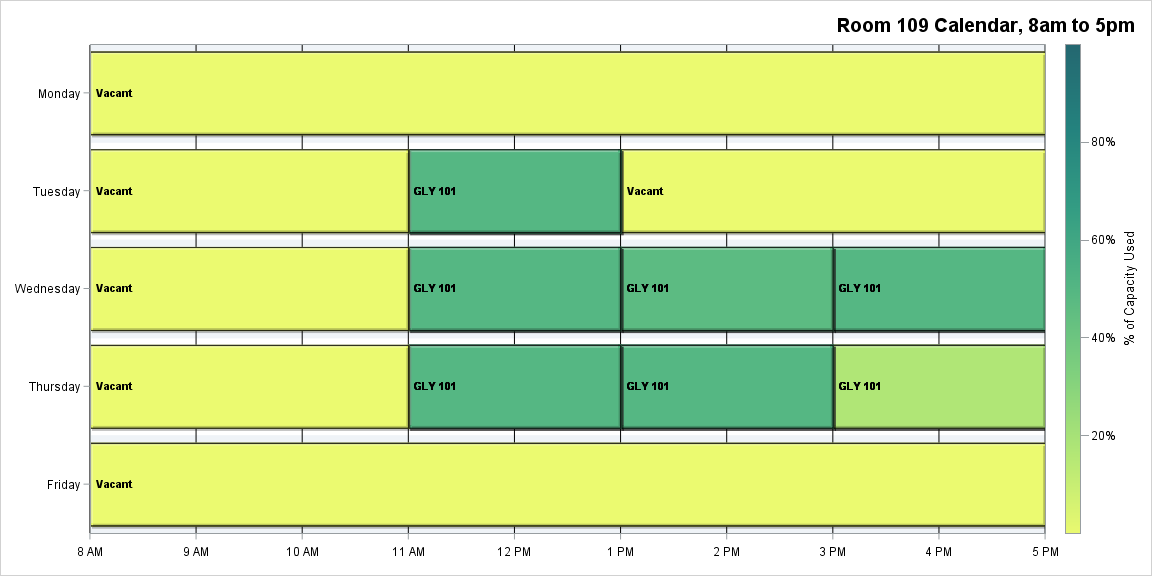 Room 109 Calendar, 8am to 5pm
Monday
Vacant
Tuesday
Vacant
GLY 101
Vacant
Wednesday
Vacant
GLY 101
GLY 101
GLY 101
Thursday
Vacant
GLY 101
GLY 101
GLY 101
Friday
Vacant
8 AM
9 AM
10 AM
11 AM
12 PM
1 PM
2 PM
3 PM
4 PM
5 PM
80%
60%
40%
20%
% of Capacity Used